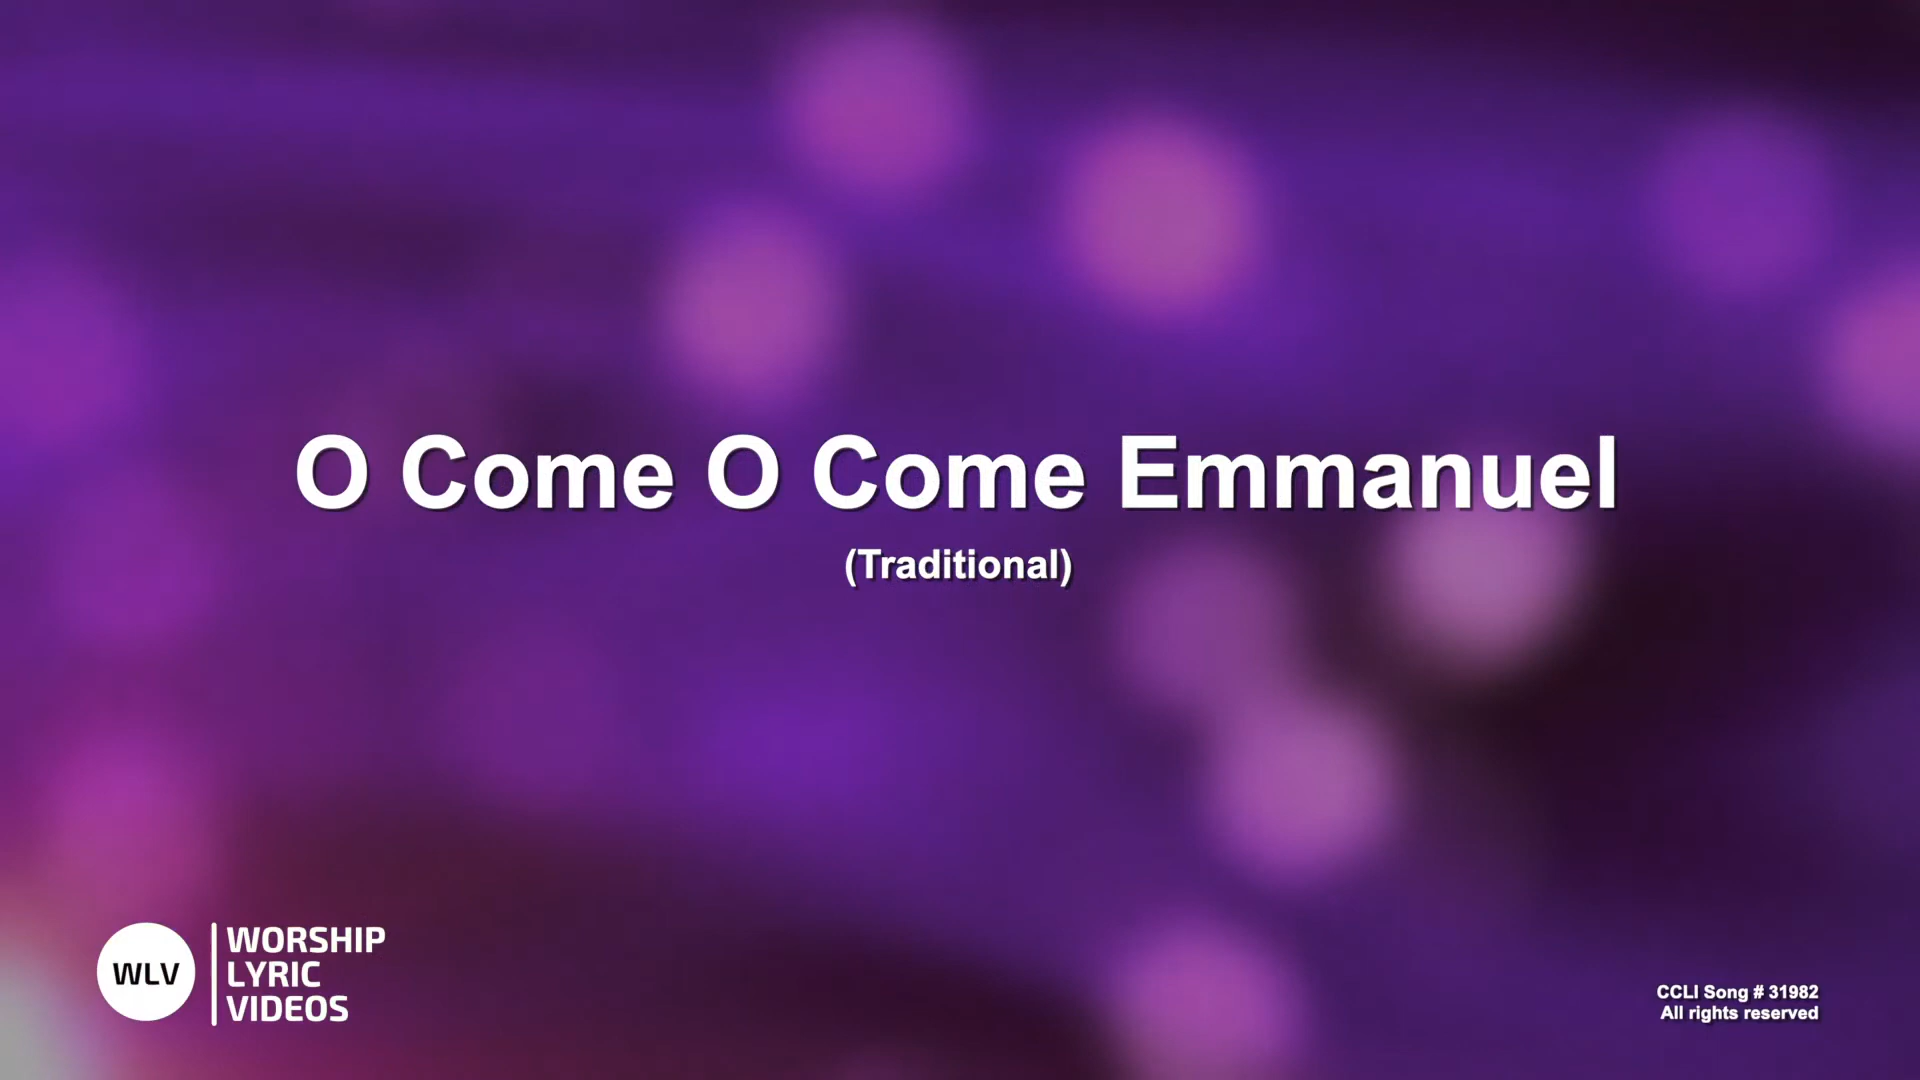 O Come O Come Emmanuel
(Traditional)
WLV
WORSHIP
LYRIC
VIDEOS
CCLI Song # 31982
All rights reserved